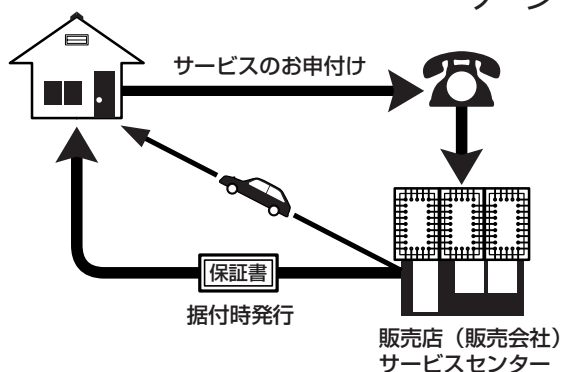 サービスのお申付け
保証書
据付時発行
販売店（販売会社）
サービスセンター